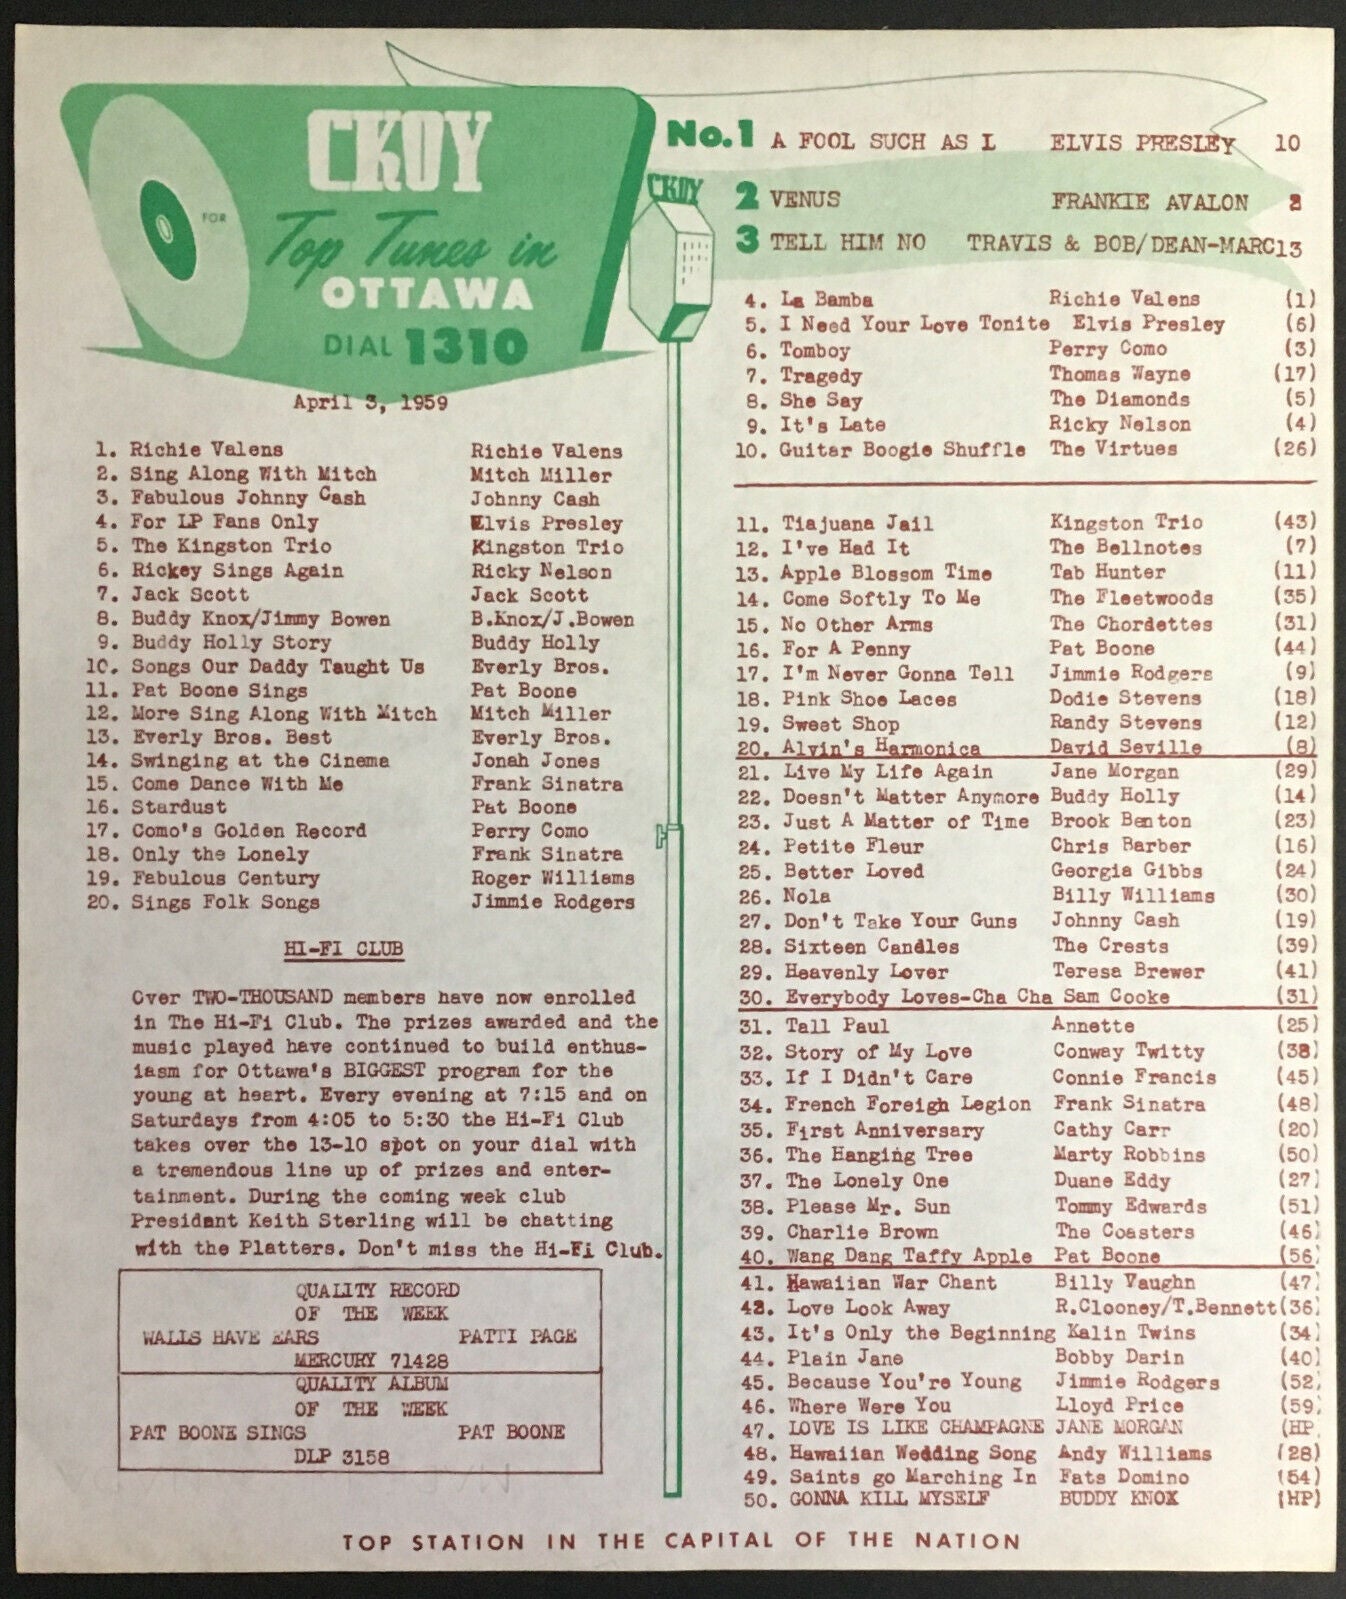 CKOY
FOR
Top Tunes in
OTTAWA
DIAL 1310
April 3, 1959
1. Richie Valens Richie Valens
2. Sing Along With Mitch Mitch Miller
3. Fabulous Johnny Cash Johnny Cash
4. For LP Fans Only Elvis Presley
5. The Kingston Trio Kingston Trio
6. Rickey Sings Again Ricky Nelson
7. Jack Scott Jack Scott
8. Buddy Knox/Jimmy Bowen B.Knox/J.Bowen
9. Buddy Holly Story Buddy Holly
10. Songs Our Daddy Taught Us Everly Bros.
11. Pat Boone Sings Pat Boone
12. More Sing Along With Mitch Mitch Miller
13. Everly Bros. Best Everly Bros.
14. Swinging at the Cinema Jonah Jones
15. Come Dance With Me Frank Sinatra
16. Stardust Pat Boone
17. Como's Golden Record Perry Como
18. Only the Lonely Frank Sinatra
19. Fabulous Century Roger Williams
20. Sings Folk Songs Jimmie Rodgers
HI-FI CLUB
Over TWO-THOUSAND members have now enrolled
in The Hi-Fi Club. The prizes awarded and the
music played have continued to build enthus-
iasm for Ottawa's BIGGEST program for the
young at heart. Every evening at 7:15 and on
Saturdays from 4:05 to 5:30 the Hi-Fi Club
takes over the 13-10 spot on your dial with
a tremendous line up of prizes and enter-
tainment. During the coming week club
President Keith Sterling will be chatting
with the Platters. Don't miss the Hi-Fi Club.
QUALITY RECORD
OF THE WEEK
WALLS HAVE EARS PATTI PAGE
MERCURY 71428
QUALITY ALBUM
OF THE WEEK
PAT BOONE SINGS PAT BOONE
DLP 3158
CKOY
No.1 A FOOL SUCH AS I ELVIS PRESLEY 10
2 VENUS FRANKIE AVALON 2
3 TELL HIM NO TRAVIS & BOB/DEAN-MARC13
4. La Bamba Richie Valens (1)
5. I Need Your Love Tonite Elvis Presley (6)
6. Tomboy Perry Como (3)
7. Tragedy Thomas Wayne (17)
8. She Say The Diamonds (5)
9. It's Late Ricky Nelson (4)
10. Guitar Boogie Shuffle The Virtues (26)
11. Tiajuana Jail Kingston Trio (43)
12. I've Had It The Bellnotes (7)
13. Apple Blossom Time Tab Hunter (11)
14. Come Softly To Me The Fleetwoods (35)
15. No Other Arms The Chordettes (31)
16. For A Penny Pat Boone (44)
17. I'm Never Gonna Tell Jimmie Rodgers (9)
18. Pink Shoe Laces Dodie Stevens (18)
19. Sweet Shop Randy Stevens (12)
20. Alvin's Harmonica David Seville (8)
21. Live My Life Again Jane Morgan (29)
22. Doesn't Matter Anymore Buddy Holly (14)
23. Just A Matter of Time Brook Benton (23)
24. Petite Fleur Chris Barber (16)
25. Better Loved Georgia Gibbs (24)
26. Nola Billy Williams (30)
27. Don't Take Your Guns Johnny Cash (19)
28. Sixteen Candles The Crests (39)
29. Heavenly Lover Teresa Brewer (41)
30. Everybody Loves-Cha Cha Sam Cooke (31)
31. Tall Paul Annette (25)
32. Story of My Love Conway Twitty (38)
33. If I Didn't Care Connie Francis (45)
34. French Foreigh Legion Frank Sinatra (48)
35. First Anniversary Cathy Carr (20)
36. The Hanging Tree Marty Robbins (50)
37. The Lonely One Duane Eddy (27)
38. Please Mr. Sun Tommy Edwards (51)
39. Charlie Brown The Coasters (46)
40. Wang Dang Taffy Apple Pat Boone (56)
41. Hawaiian War Chant Billy Vaughn (47)
42. Love Look Away R.Clooney/T.Bennett(36)
43. It's Only the Beginning Kalin Twins (34)
44. Plain Jane Bobby Darin (40)
45. Because You're Young Jimmie Rodgers (52)
46. Where Were You Lloyd Price (59)
47. LOVE IS LIKE CHAMPAGNE JANE MORGAN (HP
48. Hawaiian Wedding Song Andy Williams (28)
49. Saints go Marching In Fats Domino (54)
50. GONNA KILL MYSELF BUDDY KNOX (HP)
TOP STATION IN THE CAPITAL OF THE NATION